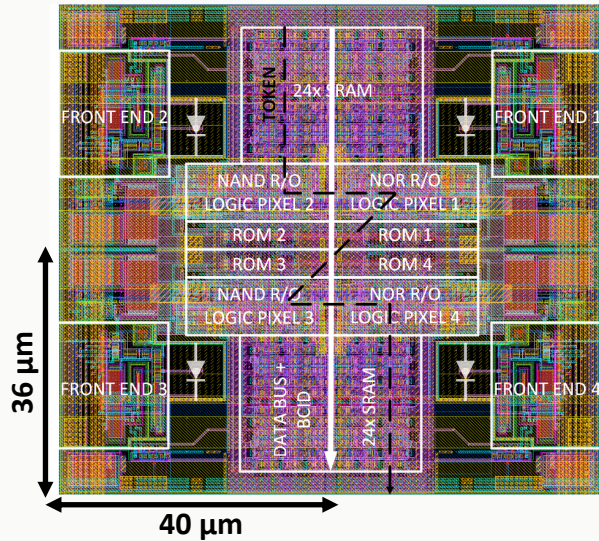 TOKEN
24x SRAM
FRONT END 2
FRONT END 1
NAND R/O
LOGIC PIXEL 2
NOR R/O
LOGIC PIXEL 1
ROM 2
ROM 1
ROM 3
ROM 4
NAND R/O
LOGIC PIXEL 3
NOR R/O
LOGIC PIXEL 4
FRONT END 3
FRONT END 4
DATA BUS +
BCID
24x SRAM
36 μm
40 μm